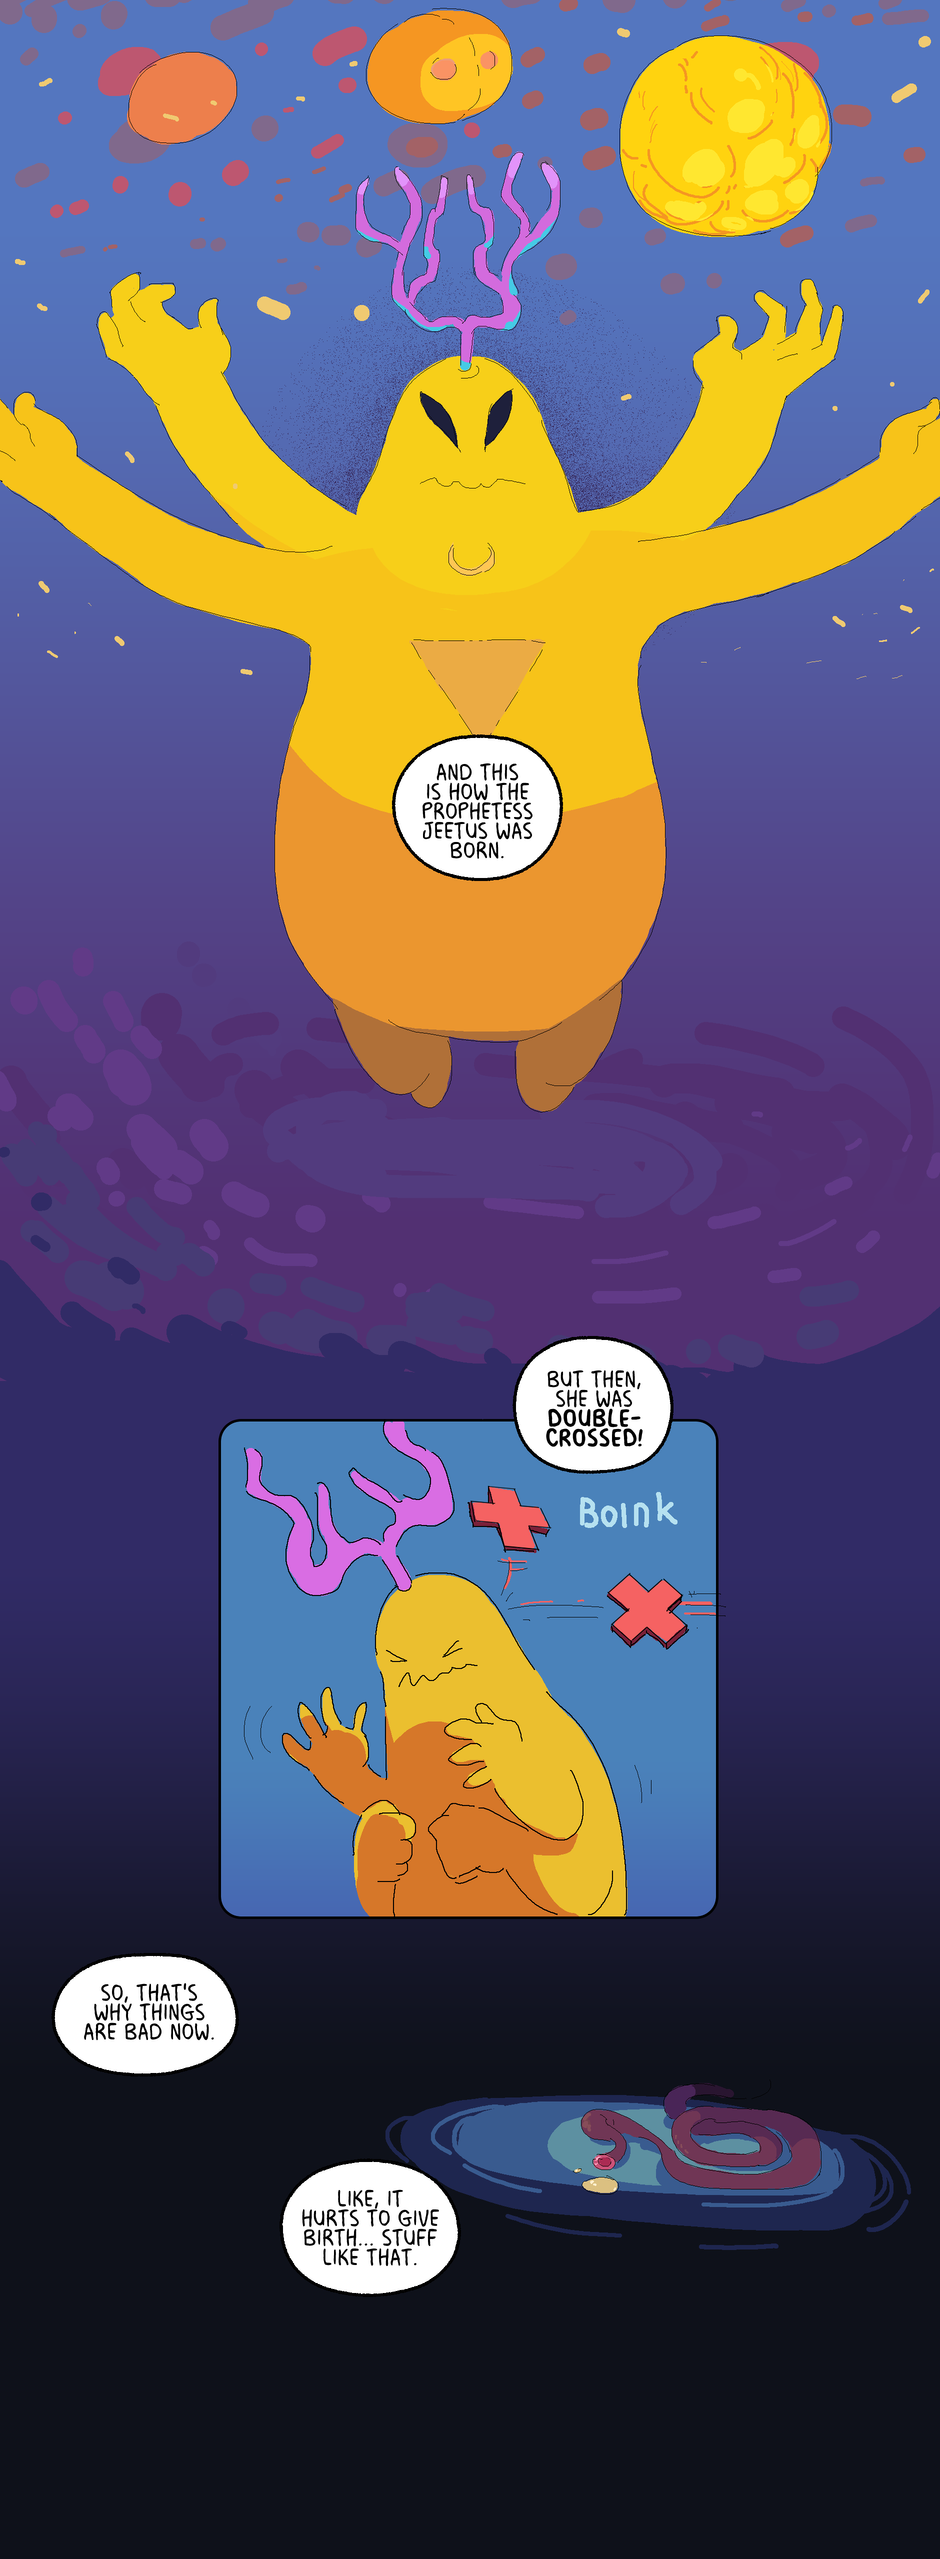 AND THIS
IS HOW THE
PROPHETESS
JEETUS WAS
BORN.
BUT THEN,
SHE WAS
DOUBLE-
CROSSED!
BoInk
SO, THAT'S
WHY THINGS
ARE BAD NOW.
LIKE, IT
HURTS TO GIVE
BIRTH... STUFF
LIKE THAT.